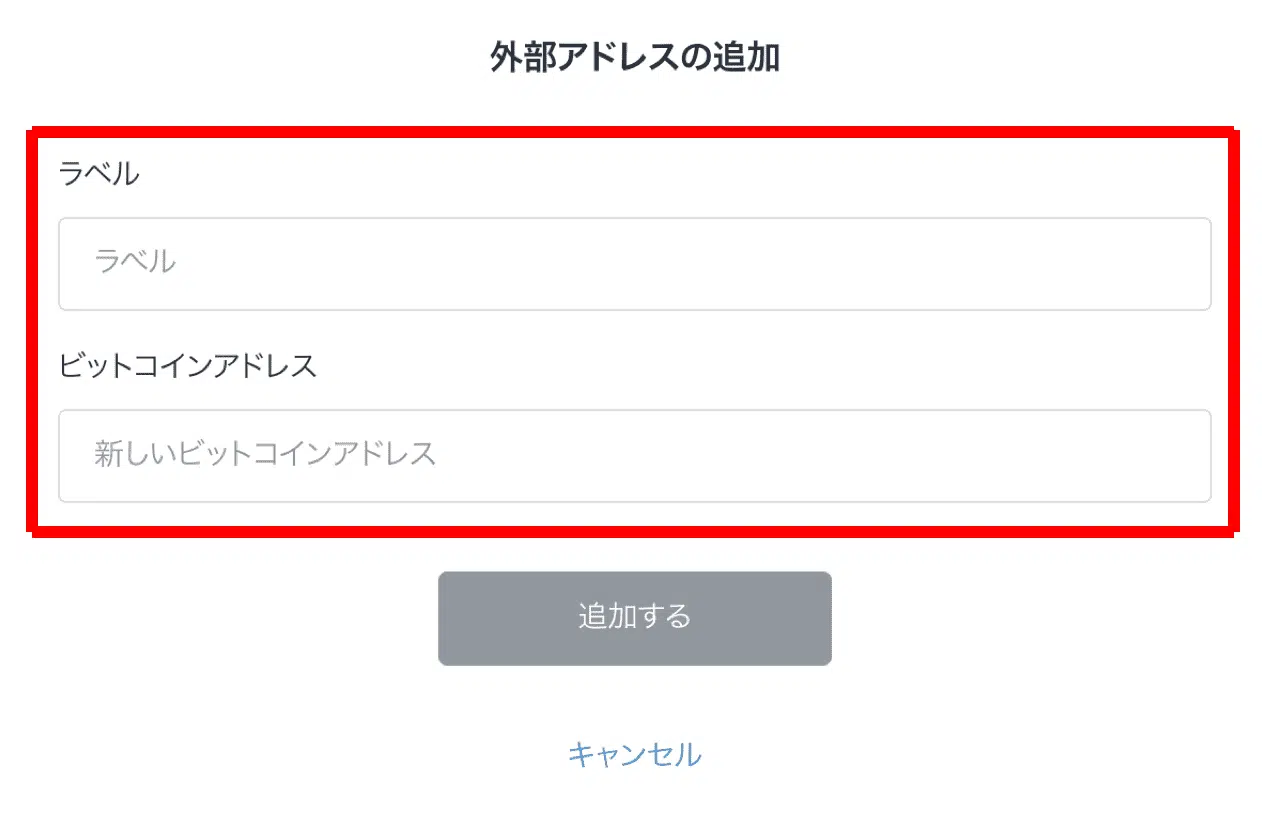 外部アドレスの追加
ラベル
ラベル
ビットコインアドレス
新しいビットコインアドレス
追加する
キャンセル